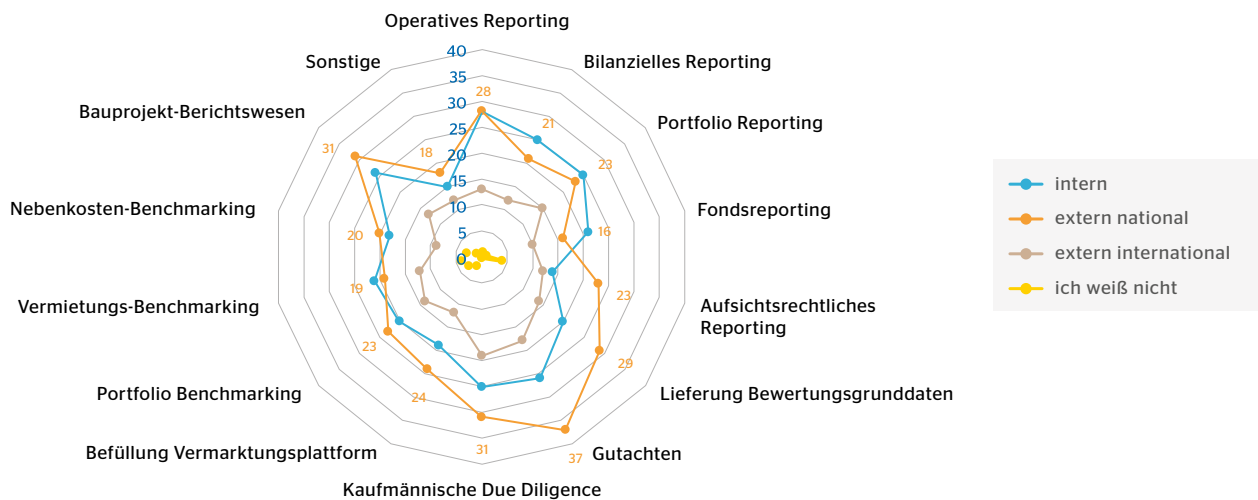 Operatives Reporting
Sonstige
Bilanzielles Reporting
Bauprojekt-Berichtswesen
Portfolio Reporting
Nebenkosten-Benchmarking
Fondsreporting
Vermietungs-Benchmarking
Aufsichtsrechtliches
Reporting
Portfolio Benchmarking
Lieferung Bewertungsgrunddaten
Befüllung Vermarktungsplattform
Gutachten
Kaufmännische Due Diligence
40
35
30
25
20
15
10
5
0
28
21
23
16
23
29
37
31
24
23
19
20
31
18
intern
extern national
extern international
ich weiß nicht